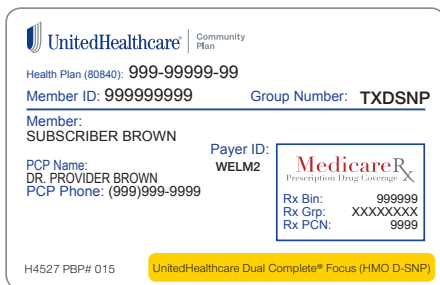 UnitedHealthcare® Community
Plan
Health Plan (80840): 999-99999-99
Member ID: 999999999 Group Number: TXDSNP
Member:
SUBSCRIBER BROWN
Payer ID:
WELM2
PCP Name:
DR. PROVIDER BROWN
PCP Phone: (999)999-9999
MedicareRx
Prescription Drug Coverage
Rx Bin: 999999
Rx Grp: XXXXXXXX
Rx PCN: 9999
H4527 PBP# 015 UnitedHealthcare Dual Complete® Focus (HMO D-SNP)